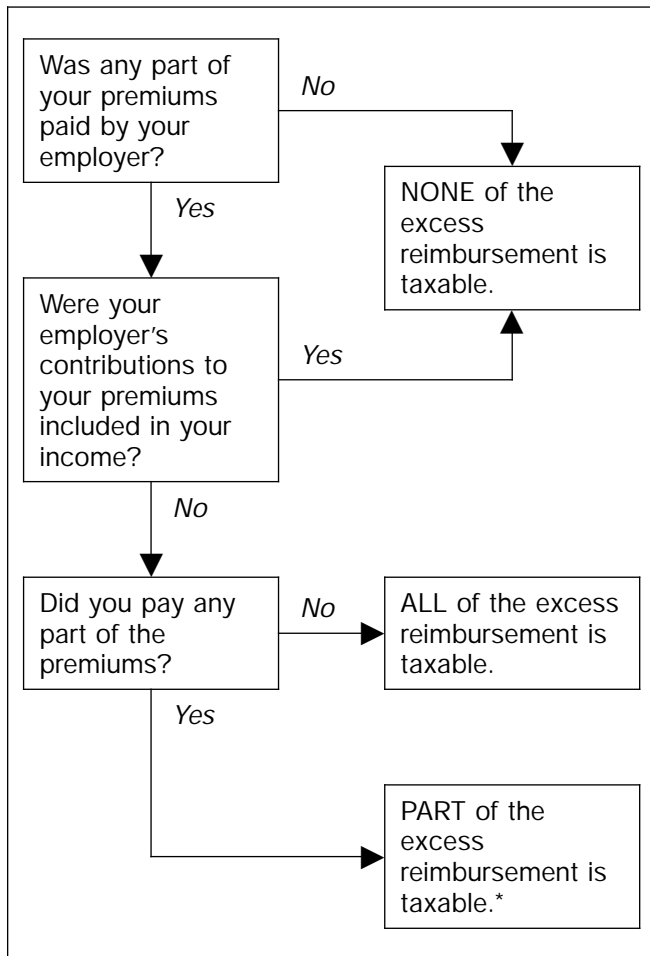 Was any part of
your premiums
paid by your
employer?
No
Yes
NONE of the
excess
reimbursement is
taxable.
Were your
employer’s
contributions to
your premiums
included in your
income?
Yes
No
Did you pay any
part of the
premiums?
No
ALL of the excess
reimbursement is
taxable.
Yes
PART of the
excess
reimbursement is
taxable.*